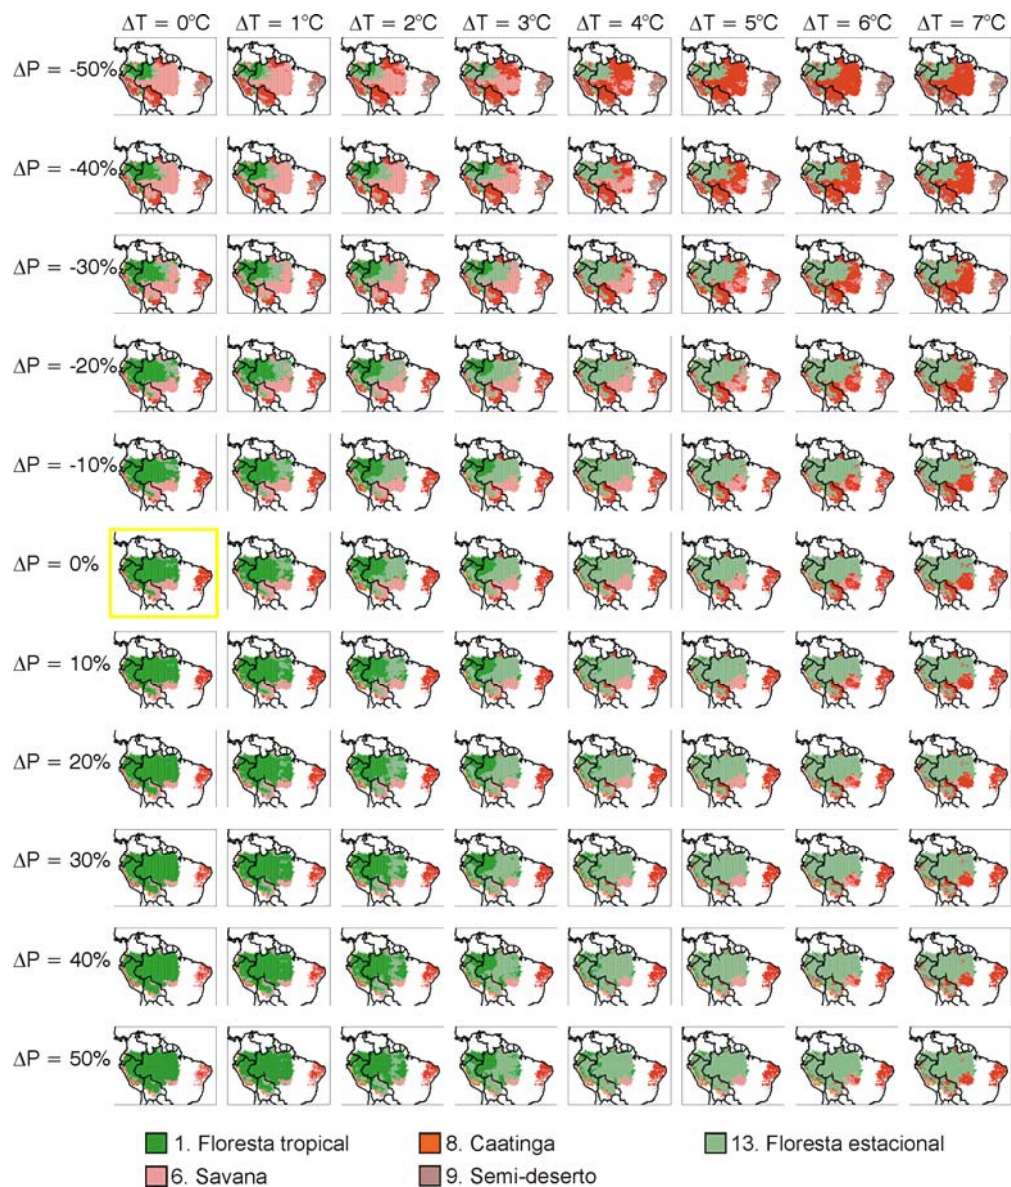 ΔT = 0°C ΔT = 1°C ΔT = 2°C ΔT = 3°C ΔT = 4°C ΔT = 5°C ΔT = 6°C ΔT = 7°C
ΔP = -50%
ΔP = -40%
ΔP = -30%
ΔP = -20%
ΔP = -10%
ΔP = 0%
ΔP = 10%
ΔP = 20%
ΔP = 30%
ΔP = 40%
ΔP = 50%
1. Floresta tropical 8. Caatinga 13. Floresta estacional
6. Savana 9. Semi-deserto